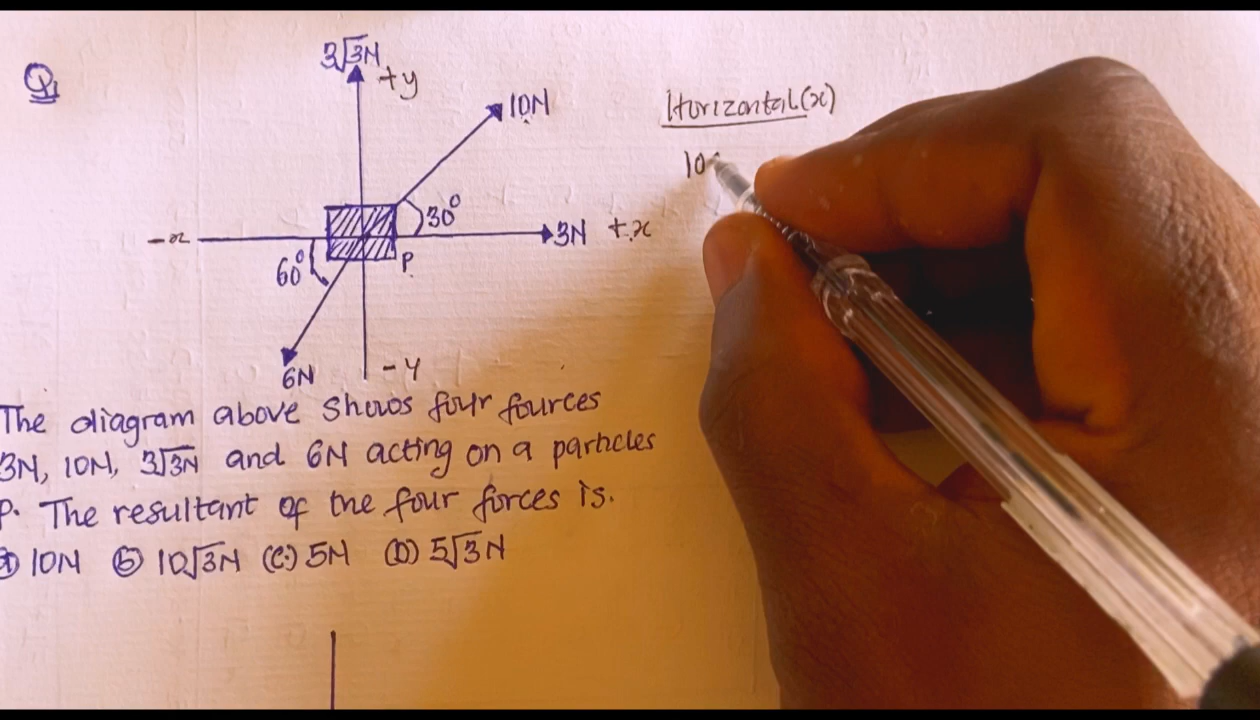 Q1
3√3N
+y
10N
Horizontal(x)
10
30°
-x
3N +x
60°
P
6N
-y
The diagram above Shows four fources
3N, 10N, 3√3N and 6N acting on a particles
P. The resultant of the four forces is.
(a) 10N (b) 10√3N (c) 5N (D) 5√3N